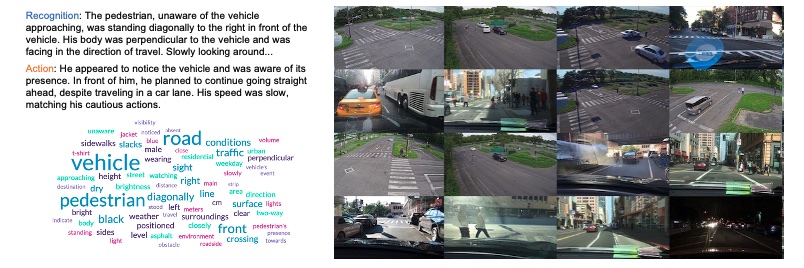 Recognition: The pedestrian, unaware of the vehicle
approaching, was standing diagonally to the right in front of the
vehicle. His body was perpendicular to the vehicle and was
facing in the direction of travel. Slowly looking around...
Action: He appeared to notice the vehicle and was aware of its
presence. In front of him, he planned to continue going straight
ahead, despite traveling in a car lane. His speed was slow,
matching his cautious actions.
visibility
unaware jacket noticed absent
sidewalks slacks blue road conditions volume
t-shirt male close traffic urban
vehicle wearing residential weekday perpendicular
approaching height street watching sight slowly vehicle's event
destination dry brightness distance right main strip area direction
pedestrian diagonally line surface lights
bright stood left meters cm clear two-way
indicate body black weather travel surroundings front pedestrian's
standing sides positioned closely crossing presence
light level asphalt environment roadside towards
obstacle